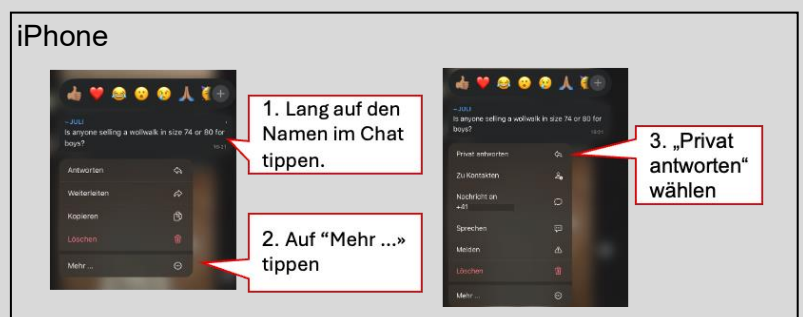 iPhone
~ JULI
Is anyone selling a wollwalk in size 74 or 80 for
boys?
Antworten
Weiterleiten
Kopieren
Löschen
Mehr ...
1. Lang auf den
Namen im Chat
tippen.
2. Auf “Mehr ...»
tippen
~ JULI
Is anyone selling a wollwalk in size 74 or 80 for
boys?
Privat antworten
Zu Kontakten
Nachricht an
+41
Sprechen
Melden
Löschen
Mehr ...
3. „Privat
antworten“
wählen